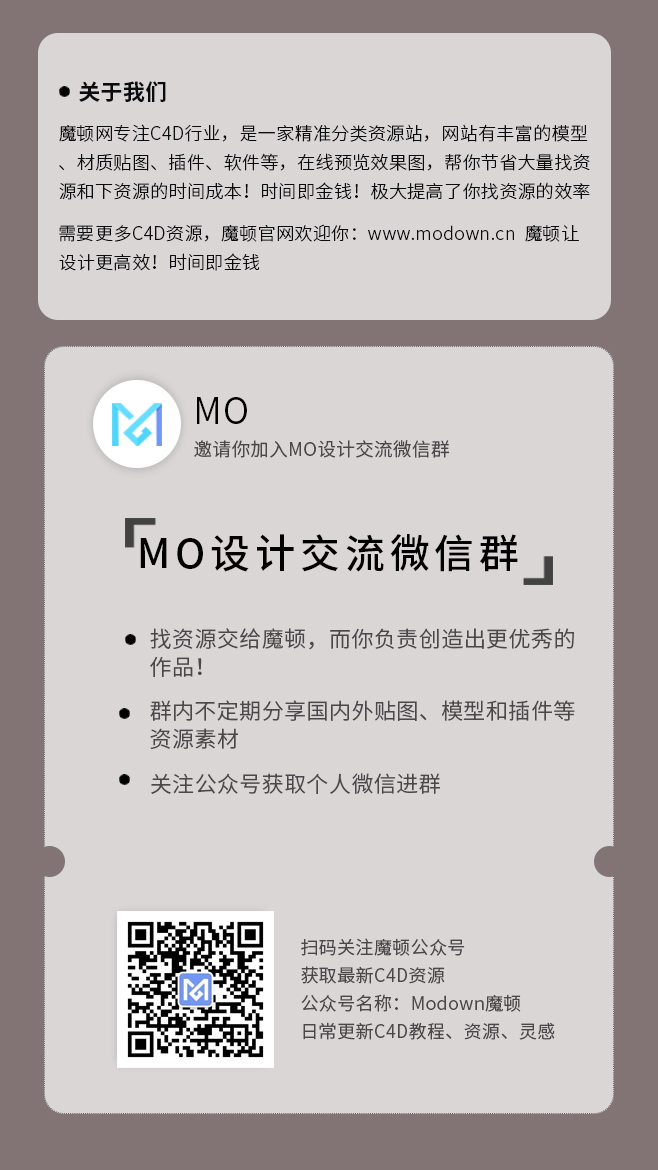 关于我们
魔顿网专注C4D行业，是一家精准分类资源站，网站有丰富的模型
、材质贴图、插件、软件等，在线预览效果图，帮你节省大量找资
源和下资源的时间成本！时间即金钱！极大提高了你找资源的效率
需要更多C4D资源，魔顿官网欢迎你：www.modown.cn 魔顿让
设计更高效！时间即金钱
MO
邀请你加入MO设计交流微信群
MO设计交流微信群
找资源交给魔顿，而你负责创造出更优秀的
作品！
群内不定期分享国内外贴图、模型和插件等
资源素材
关注公众号获取个人微信进群
扫码关注魔顿公众号
获取最新C4D资源
公众号名称：Modown魔顿
日常更新C4D教程、资源、灵感